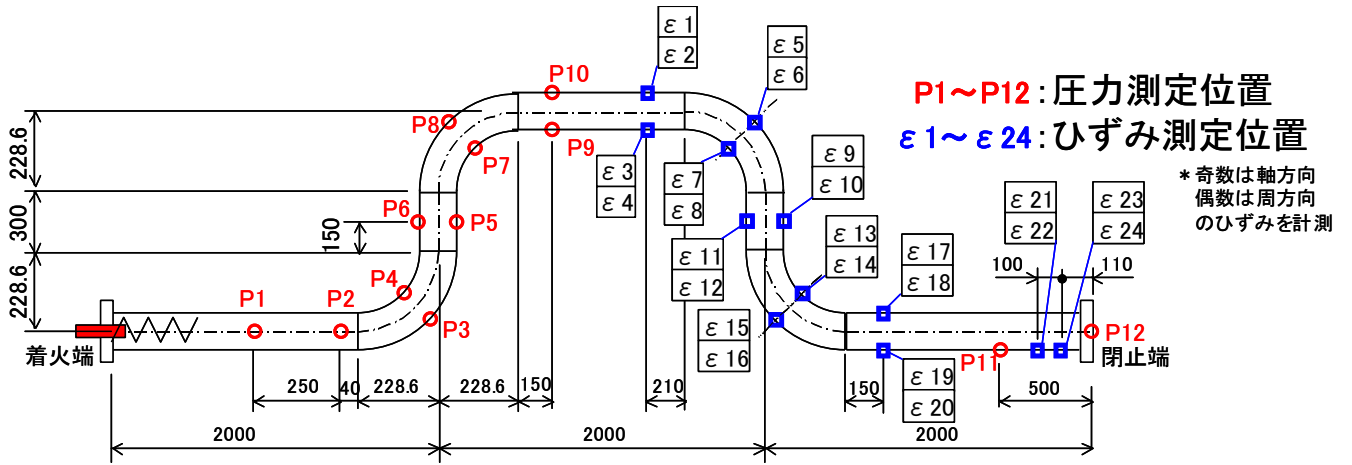 ε1
ε2
ε5
ε6
P10
P1～P12：圧力測定位置
P8
ε1～ε24：ひずみ測定位置
P9
P7
ε9
ε10
ε3
ε4
ε7
ε8
＊奇数は軸方向
偶数は周方向
のひずみを計測
ε21
ε22
ε23
ε24
228.6
300
228.6
150
P6
P5
ε13
ε14
ε11
ε12
ε17
ε18
100
110
P4
P1
P2
P3
ε15
ε16
P12
着火端
P11
閉止端
ε19
ε20
250
40
228.6
228.6
150
210
150
500
2000
2000
2000